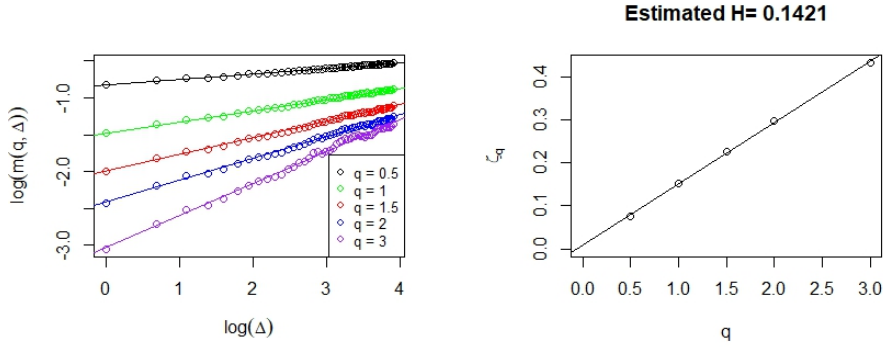 Estimated H= 0.1421
log(m(q, Δ))
-1.0
-2.0
-3.0
q = 0.5
q = 1
q = 1.5
q = 2
q = 3
0 1 2 3 4
log(Δ)
ζq
0.4
0.3
0.2
0.1
0.0
0.0 0.5 1.0 1.5 2.0 2.5 3.0
q